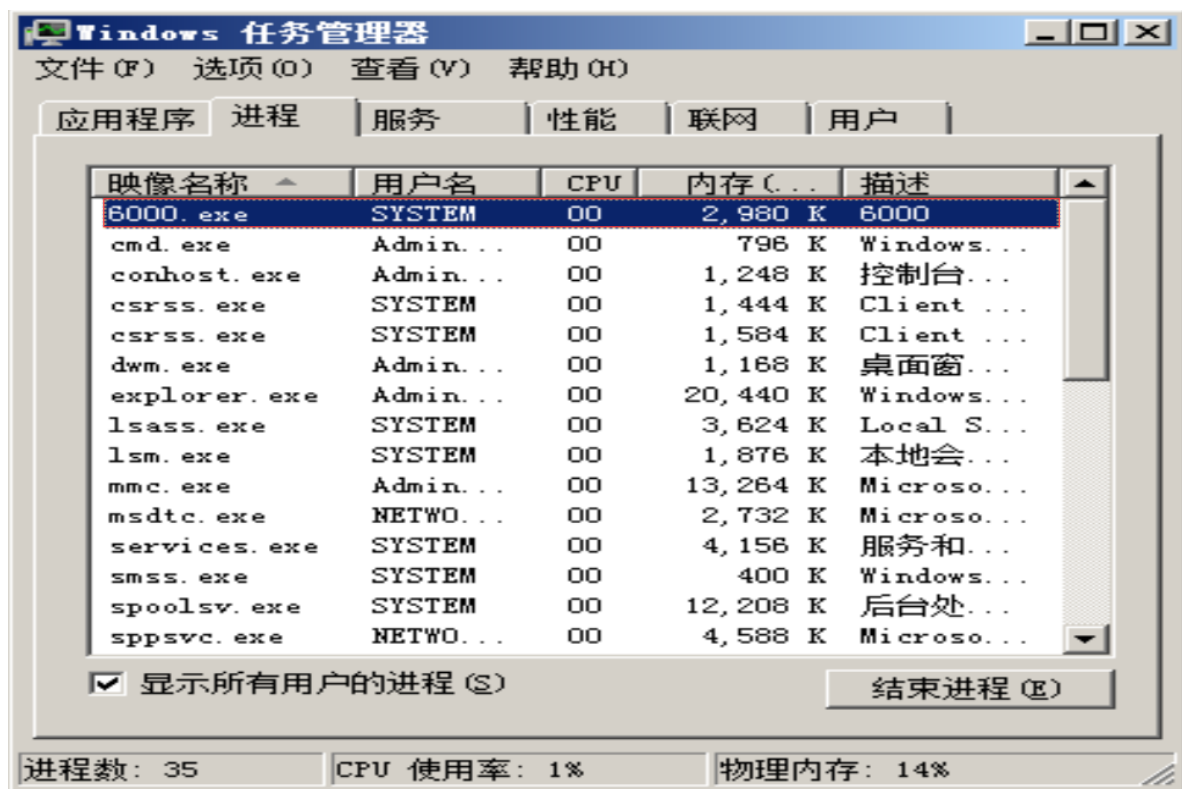 Windows 任务管理器
文件(F) 选项(O) 查看(V) 帮助(H)
应用程序 进程 服务 性能 联网 用户
映像名称 用户名 CPU 内存(... 描述
6000.exe SYSTEM 00 2,980 K 6000
cmd.exe Admin... 00 796 K Windows...
conhost.exe Admin... 00 1,248 K 控制台...
csrss.exe SYSTEM 00 1,444 K Client ...
csrss.exe SYSTEM 00 1,584 K Client ...
dwm.exe Admin... 00 1,168 K 桌面窗...
explorer.exe Admin... 00 20,440 K Windows...
lsass.exe SYSTEM 00 3,624 K Local S...
lsm.exe SYSTEM 00 1,876 K 本地会...
mmc.exe Admin... 00 13,264 K Microso...
msdtc.exe NETWO... 00 2,732 K Microso...
services.exe SYSTEM 00 4,156 K 服务和...
smss.exe SYSTEM 00 400 K Windows...
spoolsv.exe SYSTEM 00 12,208 K 后台处...
sppsvc.exe NETWO... 00 4,588 K Microso...
显示所有用户的进程(S) 结束进程(E)
进程数: 35 CPU 使用率: 1% 物理内存: 14%